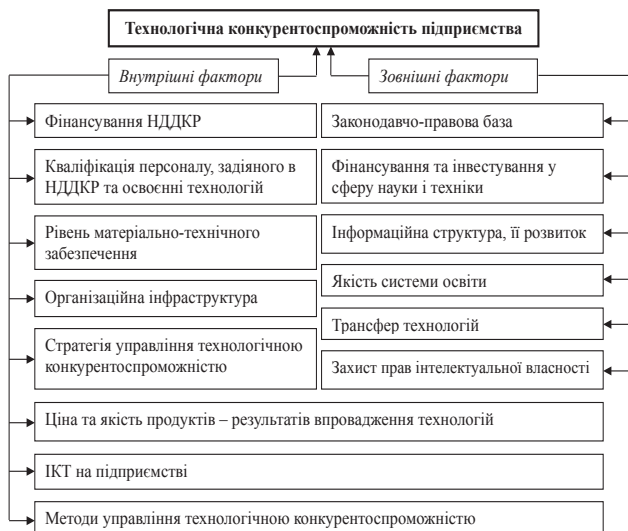 Технологічна конкурентоспроможність підприємства
Внутрішні фактори
Зовнішні фактори
Фінансування НДДКР
Кваліфікація персоналу, задіяного в
НДДКР та освоєнні технологій
Рівень матеріально-технічного
забезпечення
Організаційна інфраструктура
Стратегія управління технологічною
конкурентоспроможністю
Законодавчо-правова база
Фінансування та інвестування у
сферу науки і техніки
Інформаційна структура, її розвиток
Якість системи освіти
Трансфер технологій
Захист прав інтелектуальної власності
Ціна та якість продуктів – результатів впровадження технологій
ІКТ на підприємстві
Методи управління технологічною конкурентоспроможністю